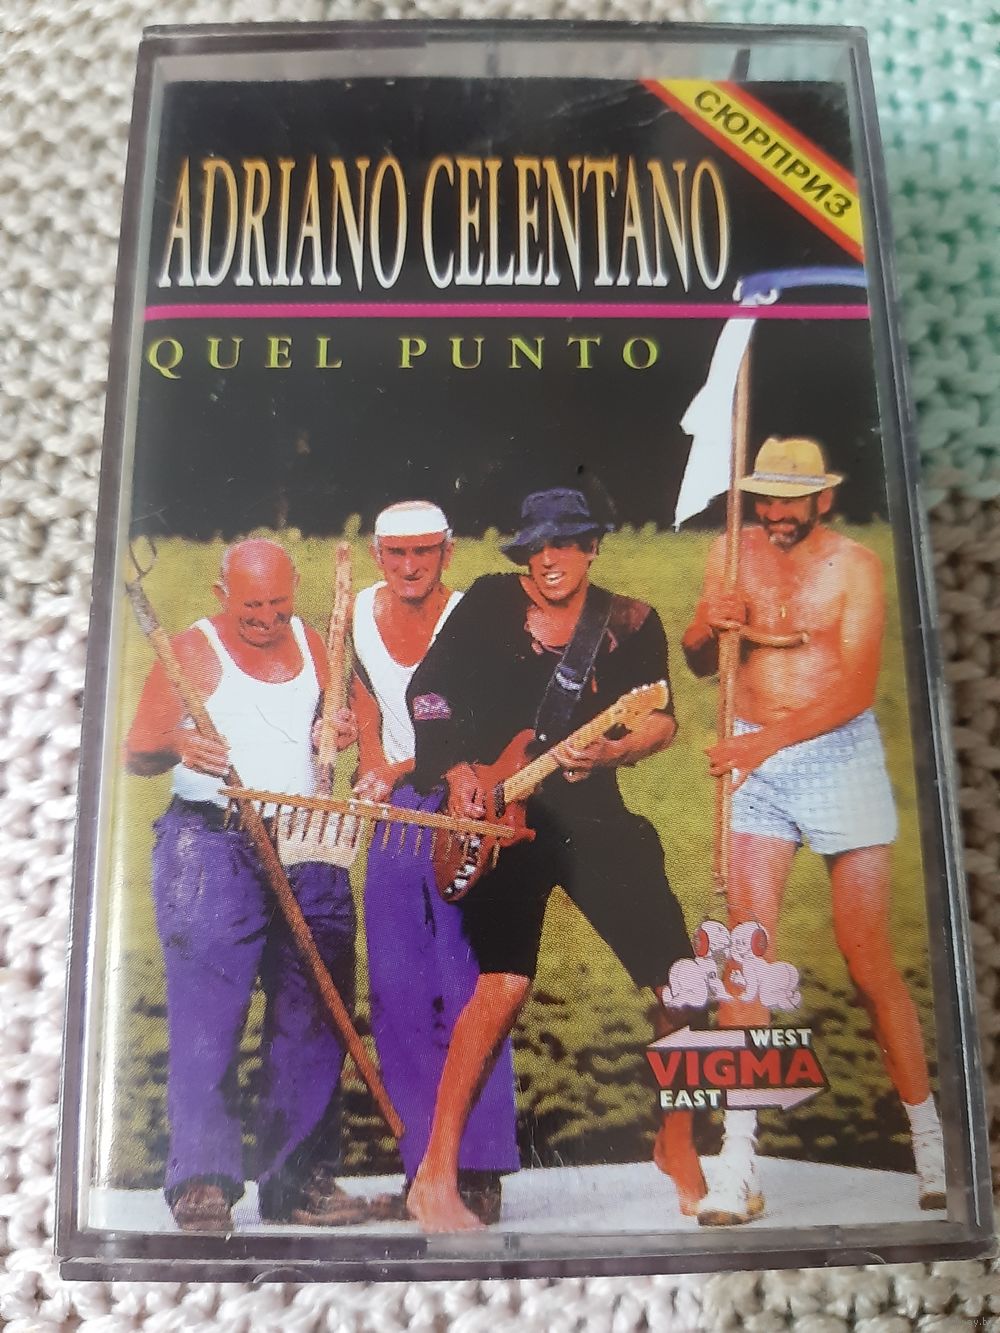 СЮРПРИЗ
ADRIANO CELENTANO
QUEL PUNTO
WEST
VIGMA
EAST